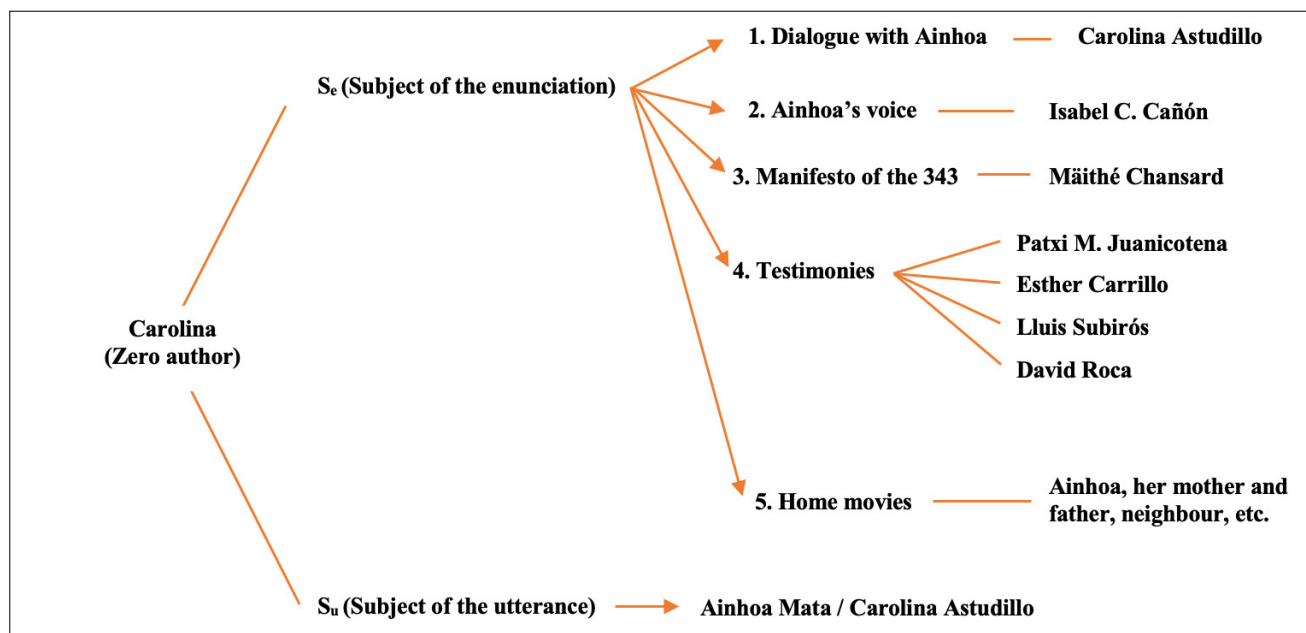 1. Dialogue with Ainhoa
Carolina Astudillo
Sₑ (Subject of the enunciation)
2. Ainhoa’s voice
Isabel C. Cañón
3. Manifesto of the 343
Mäithé Chansard
4. Testimonies
Patxi M. Juanicotena
Esther Carrillo
Lluis Subirós
David Roca
Carolina
(Zero author)
5. Home movies
Ainhoa, her mother and
father, neighbour, etc.
Sᵤ (Subject of the utterance)
Ainhoa Mata / Carolina Astudillo